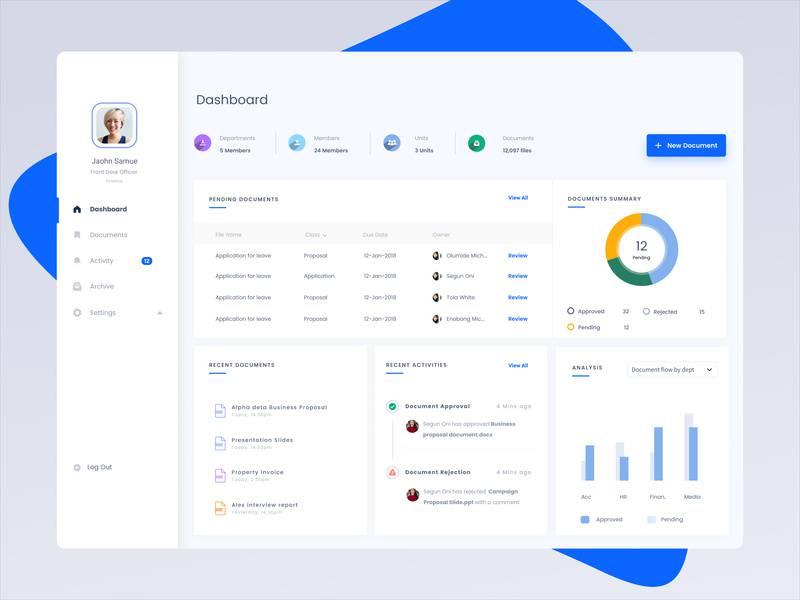 Jaohn Samue
Front Desk Officer
Dashboard
Documents
Activity 12
Archive
Settings
Log Out
Dashboard
Departments
5 Members
Members
24 Members
Units
3 Units
Documents
12,097 files
+ New Document
PENDING DOCUMENTS View All
File name Class Due Date Owner
Application for leave Proposal 12-Jan-2018 Olumide Mich... Review
Application for leave Application 12-Jan-2018 Segun Oni Review
Application for leave Proposal 12-Jan-2018 Tola White Review
Application for leave Proposal 12-Jan-2018 Enobong Mic... Review
DOCUMENTS SUMMARY
12
Pending
Approved 32 Rejected 15
Pending 12
RECENT DOCUMENTS
Alpha deta Business Proposal
Today, 14:30pm
Presentation Slides
Today, 14:30pm
Property Invoice
Today, 2:30pm
Alex interview report
Yesterday, 14:30pm
RECENT ACTIVITIES View All
Document Approval 4 Mins ago
Segun Oni has approved Business
proposal document.docx
Document Rejection 4 Mins ago
Segun Oni has rejected Campaign
Proposal Slide.ppt with a comment
ANALYSIS
Document flow by dept
Acc HR Finan. Media
Approved Pending